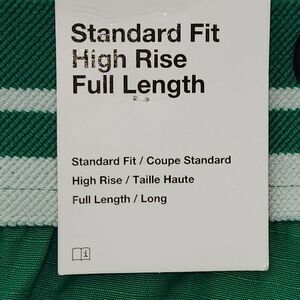 Standard Fit
High Rise
Full Length
Standard Fit / Coupe Standard
High Rise / Taille Haute
Full Length / Long